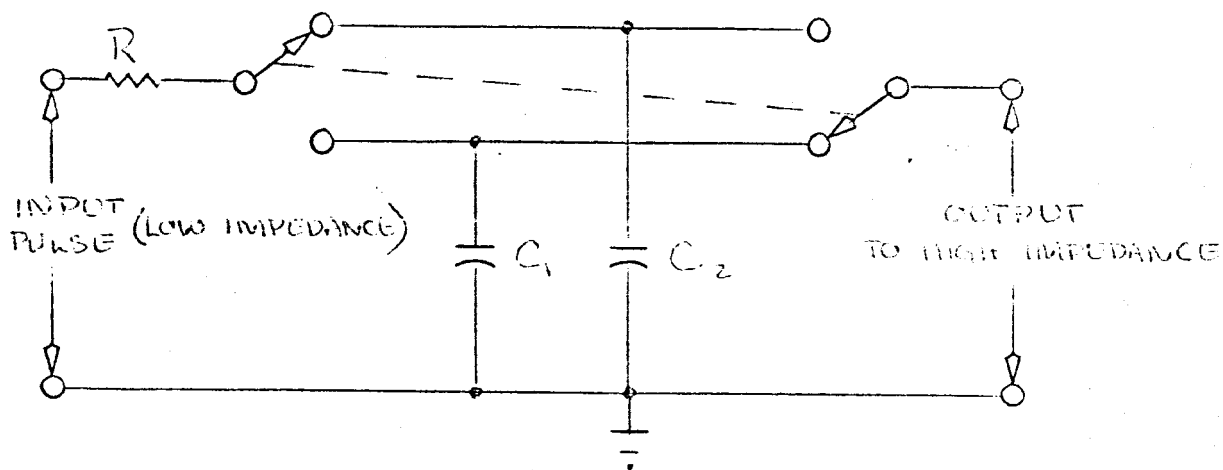 R
INPUT
PULSE (LOW IMPEDANCE)
C1
C2
OUTPUT
TO HIGH IMPEDANCE